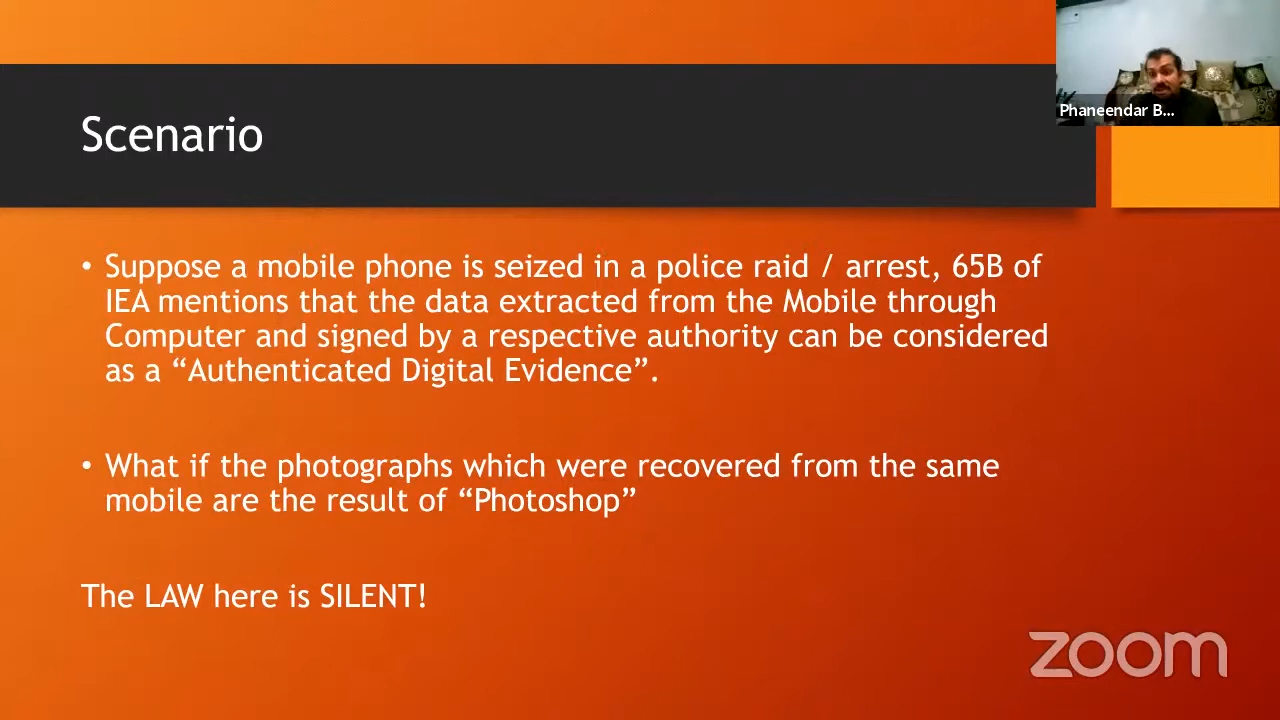 Phaneendar B...
Scenario
• Suppose a mobile phone is seized in a police raid / arrest, 65B of
IEA mentions that the data extracted from the Mobile through
Computer and signed by a respective authority can be considered
as a “Authenticated Digital Evidence”.
• What if the photographs which were recovered from the same
mobile are the result of “Photoshop”
The LAW here is SILENT!
zoom